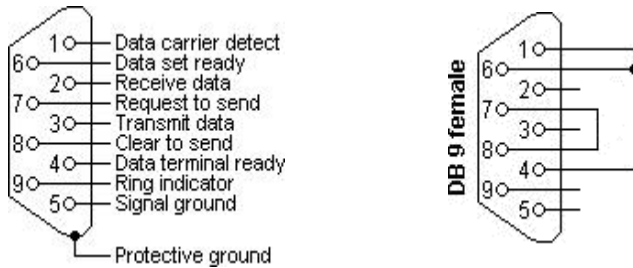 1 Data carrier detect
6 Data set ready
2 Receive data
7 Request to send
3 Transmit data
8 Clear to send
4 Data terminal ready
9 Ring indicator
5 Signal ground
Protective ground
DB 9 female
1
6
2
7
3
8
4
9
5